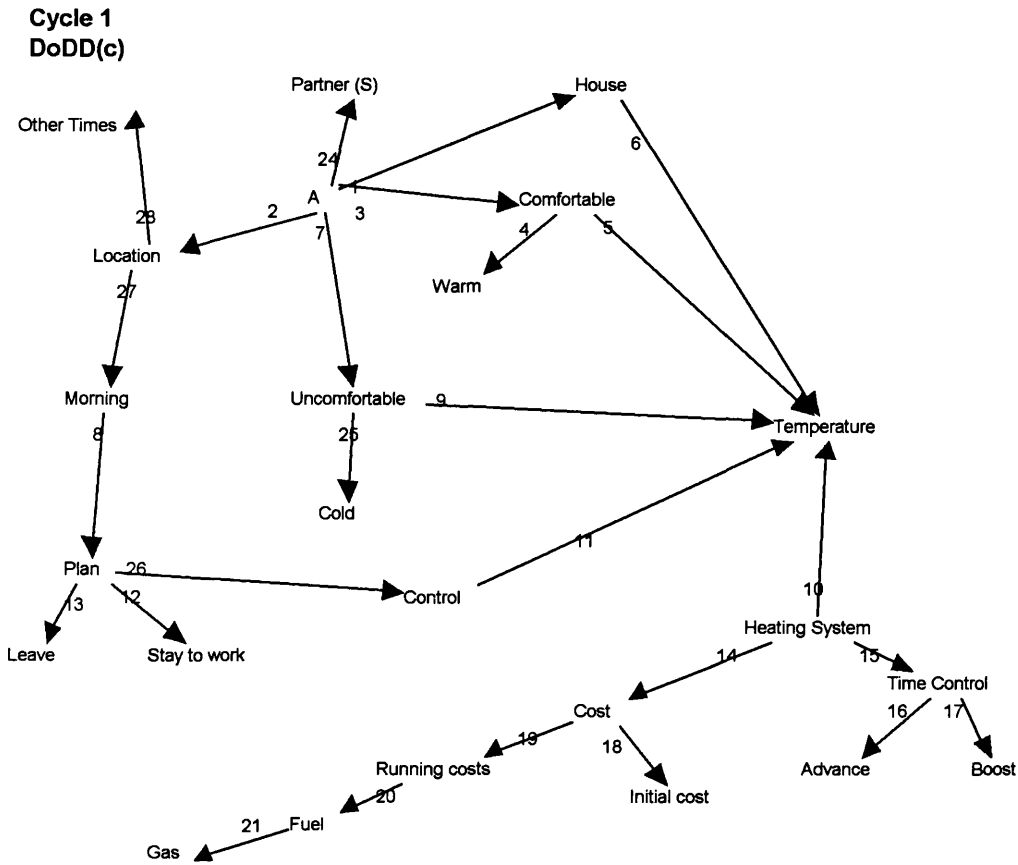 Cycle 1
DoDD(c)
Partner (S)
House
Other Times
6
24
1
A
Comfortable
28
2
3
7
4
5
Location
Warm
27
Morning
Uncomfortable
9
Temperature
8
25
Cold
11
Plan
26
Control
10
13
12
Heating System
Leave
Stay to work
14
15
Time Control
Cost
16
17
19
18
Running costs
Advance
Boost
20
Initial cost
21
Fuel
Gas